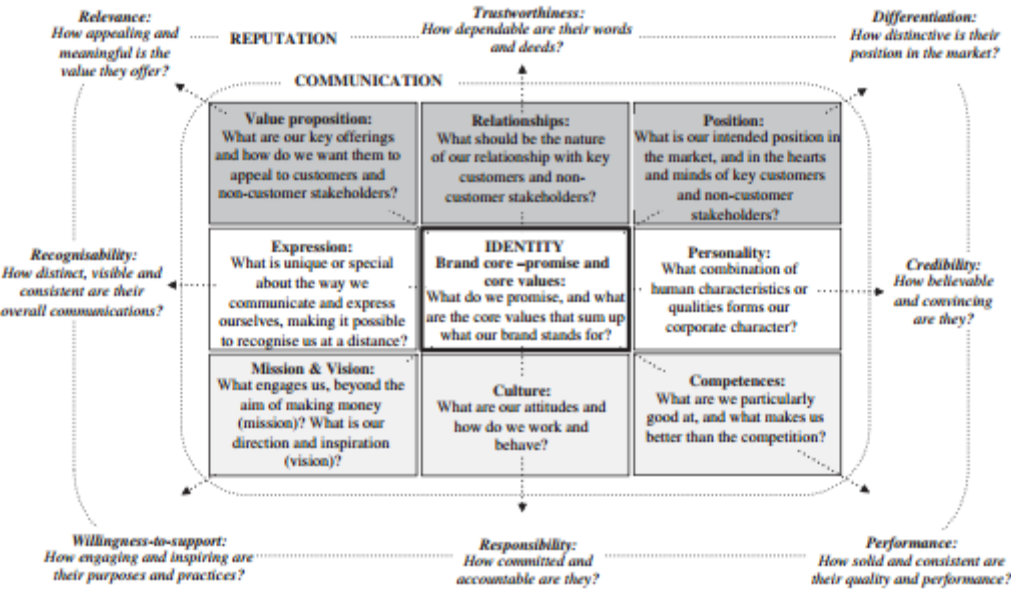 Relevance:
How appealing and
meaningful is the
value they offer?
REPUTATION
Trustworthiness:
How dependable are their words
and deeds?
Differentiation:
How distinctive is their
position in the market?
COMMUNICATION
Value proposition:
What are our key offerings
and how do we want them to
appeal to customers and
non-customer stakeholders?
Relationships:
What should be the nature
of our relationship with key
customers and non-
customer stakeholders?
Position:
What is our intended position in
the market, and in the hearts
and minds of key customers
and non-customer
stakeholders?
Recognisability:
How distinct, visible and
consistent are their
overall communications?
Expression:
What is unique or special
about the way we
communicate and express
ourselves, making it possible
to recognise us at a distance?
IDENTITY
Brand core –promise and
core values:
What do we promise, and what
are the core values that sum up
what our brand stands for?
Personality:
What combination of
human characteristics or
qualities forms our
corporate character?
Credibility:
How believable
and convincing
are they?
Mission & Vision:
What engages us, beyond the
aim of making money
(mission)? What is our
direction and inspiration
(vision)?
Culture:
What are our attitudes and
how do we work and
behave?
Competences:
What are we particularly
good at, and what makes us
better than the competition?
Willingness-to-support:
How engaging and inspiring are
their purposes and practices?
Responsibility:
How committed and
accountable are they?
Performance:
How solid and consistent are
their quality and performance?